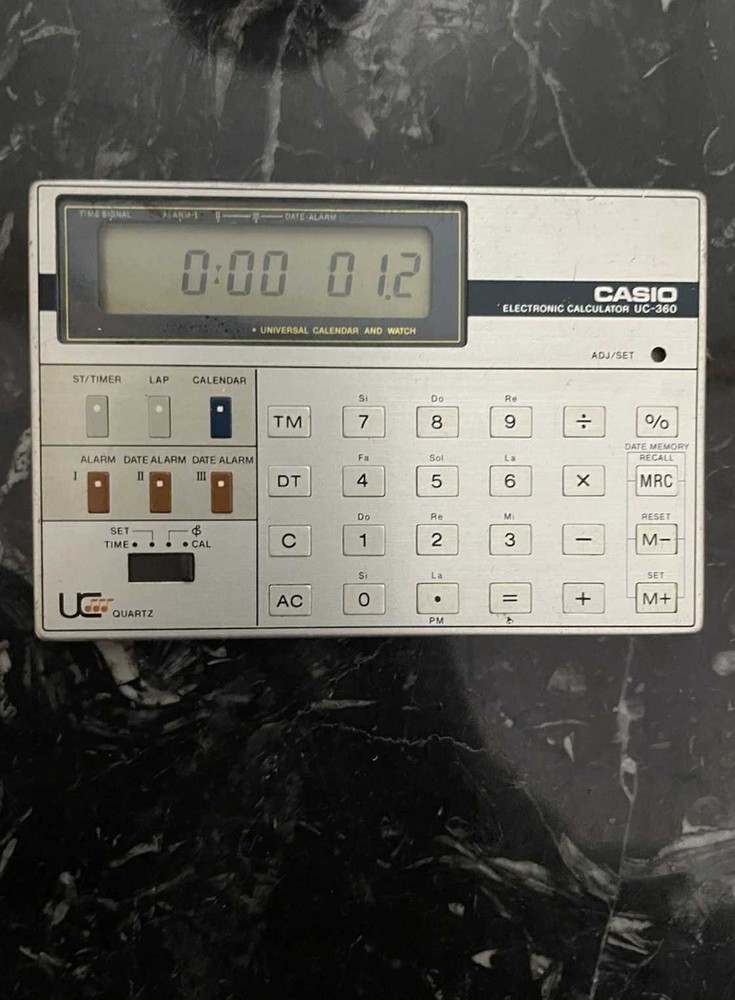 TIME SIGNAL ALARM-I II III DATE-ALARM
0:00 01.2
• UNIVERSAL CALENDAR AND WATCH
CASIO
ELECTRONIC CALCULATOR UC-360
ADJ/SET
ST/TIMER LAP CALENDAR
ALARM DATE ALARM DATE ALARM
I II III
SET
TIME • • • • CAL
UC QUARTZ
Si Do Re
TM 7 8 9 ÷ %
DATE MEMORY
RECALL
Fa Sol La
DT 4 5 6 × MRC
RESET
Do Re Mi
C 1 2 3 − M−
SET
Si La
AC 0 • = + M+
PM